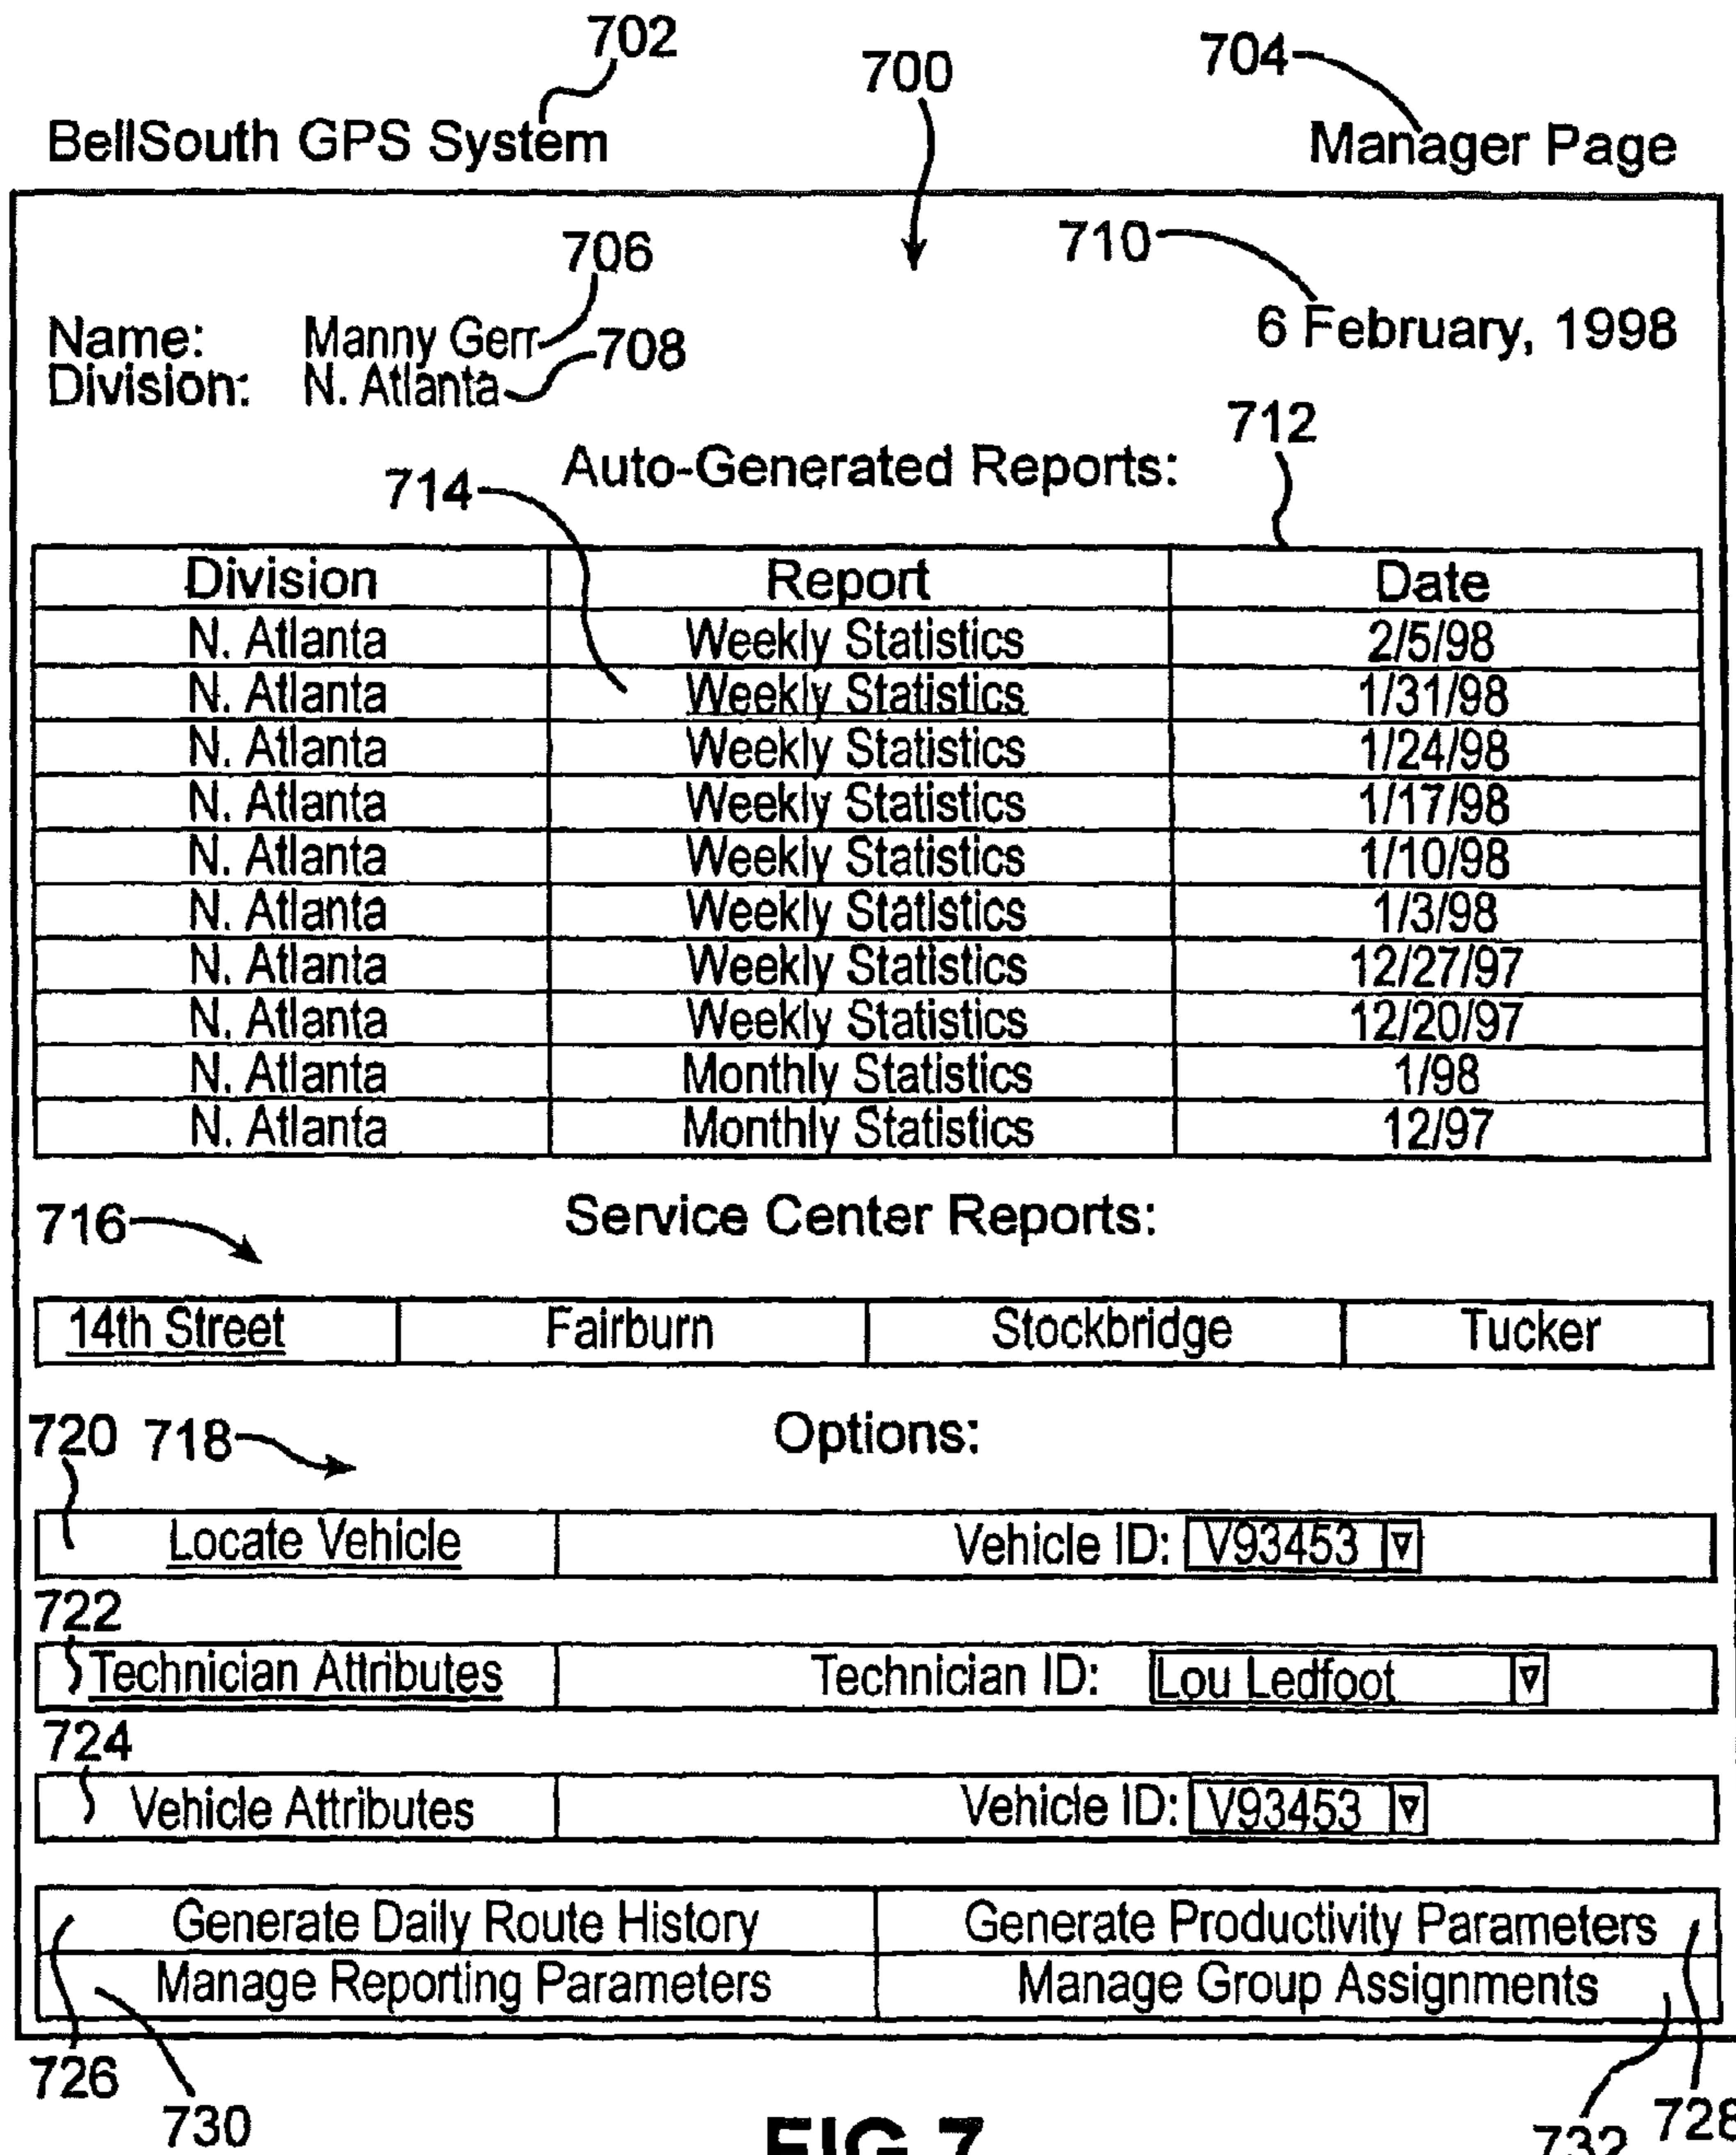 702
700
704
BellSouth GPS System
Manager Page
706
710
Name: Manny Gerr
708
6 February, 1998
Division: N. Atlanta
712
Auto-Generated Reports:
714
Division Report Date
N. Atlanta Weekly Statistics 2/5/98
N. Atlanta Weekly Statistics 1/31/98
N. Atlanta Weekly Statistics 1/24/98
N. Atlanta Weekly Statistics 1/17/98
N. Atlanta Weekly Statistics 1/10/98
N. Atlanta Weekly Statistics 1/3/98
N. Atlanta Weekly Statistics 12/27/97
N. Atlanta Weekly Statistics 12/20/97
N. Atlanta Monthly Statistics 1/98
N. Atlanta Monthly Statistics 12/97
716
Service Center Reports:
14th Street Fairburn Stockbridge Tucker
720 718
Options:
Locate Vehicle Vehicle ID: V93453
722
Technician Attributes Technician ID: Lou Ledfoot
724
Vehicle Attributes Vehicle ID: V93453
Generate Daily Route History Generate Productivity Parameters
Manage Reporting Parameters Manage Group Assignments
726
730
732
728
FIG 7